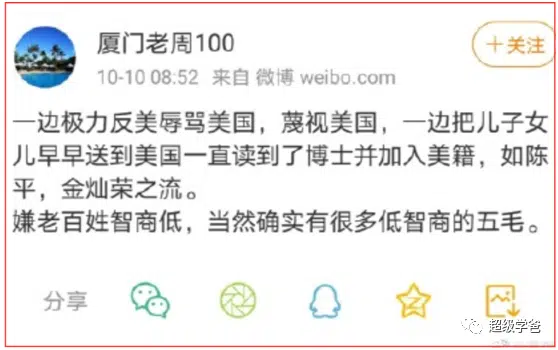 厦门老周100
+关注
10-10 08:52 来自 微博 weibo.com
一边极力反美辱骂美国，蔑视美国，一边把儿子女
儿早早送到美国一直读到了博士并加入美籍，如陈
平，金灿荣之流。
嫌老百姓智商低，当然确实有很多低智商的五毛。
分享
超级学爸